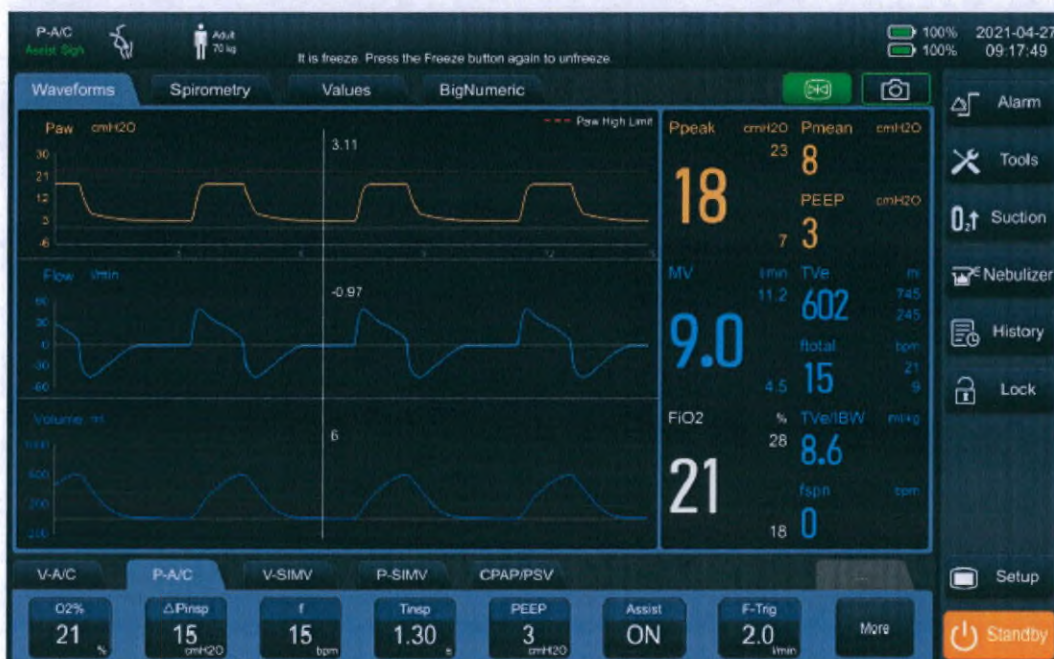 P-A/C Adult 100% 2021-04-27
Assist Sigh 70 kg 100% 09:17:49
It is freeze. Press the Freeze button again to unfreeze.
Waveforms Spirometry Values BigNumeric
Paw cmH2O
Paw High Limit
3.11
30
21
12
3
-6
Flow l/min
-0.97
60
30
0
-30
-60
Volume ml
6
600
200
Ppeak cmH2O
23
18
7
Pmean cmH2O
8
PEEP cmH2O
3
MV l/min
11.2
9.0
4.5
TVe ml
745
602
245
ftotal bpm
21
15
9
FiO2 %
28
21
18
TVe/IBW ml/kg
8.6
fspn bpm
0
Alarm
Tools
Suction
Nebulizer
History
Lock
Setup
Standby
V-A/C P-A/C V-SIMV P-SIMV CPAP/PSV ...
O2% △Pinsp f Tinsp PEEP Assist F-Trig
21 15 15 1.30 3 ON 2.0 More
% cmH2O bpm s cmH2O l/min